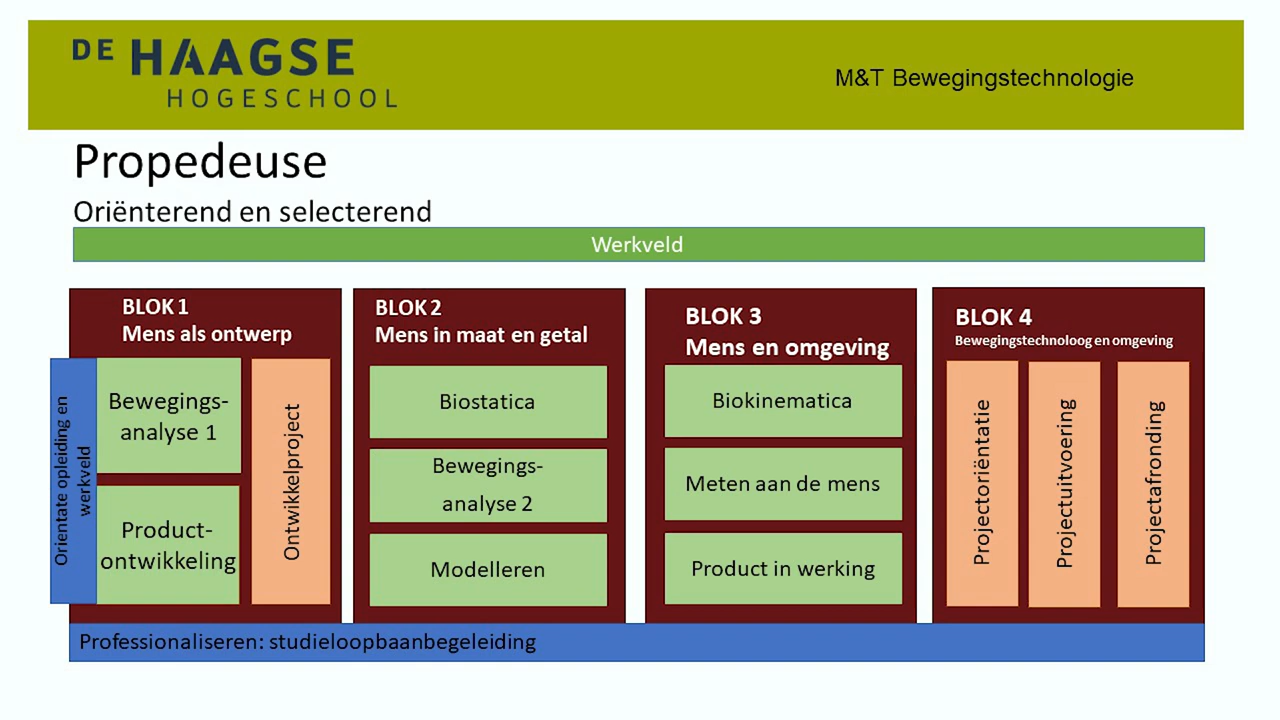 DE HAAGSE
HOGESCHOOL
M&T Bewegingstechnologie
Propedeuse
Oriënterend en selecterend
Werkveld
BLOK 1
Mens als ontwerp
Orientate opleiding en
werkveld
Bewegings-
analyse 1
Product-
ontwikkeling
Ontwikkelproject
BLOK 2
Mens in maat en getal
Biostatica
Bewegings-
analyse 2
Modelleren
BLOK 3
Mens en omgeving
Biokinematica
Meten aan de mens
Product in werking
BLOK 4
Bewegingstechnoloog en omgeving
Projectoriëntatie
Projectuitvoering
Projectafronding
Professionaliseren: studieloopbaanbegeleiding